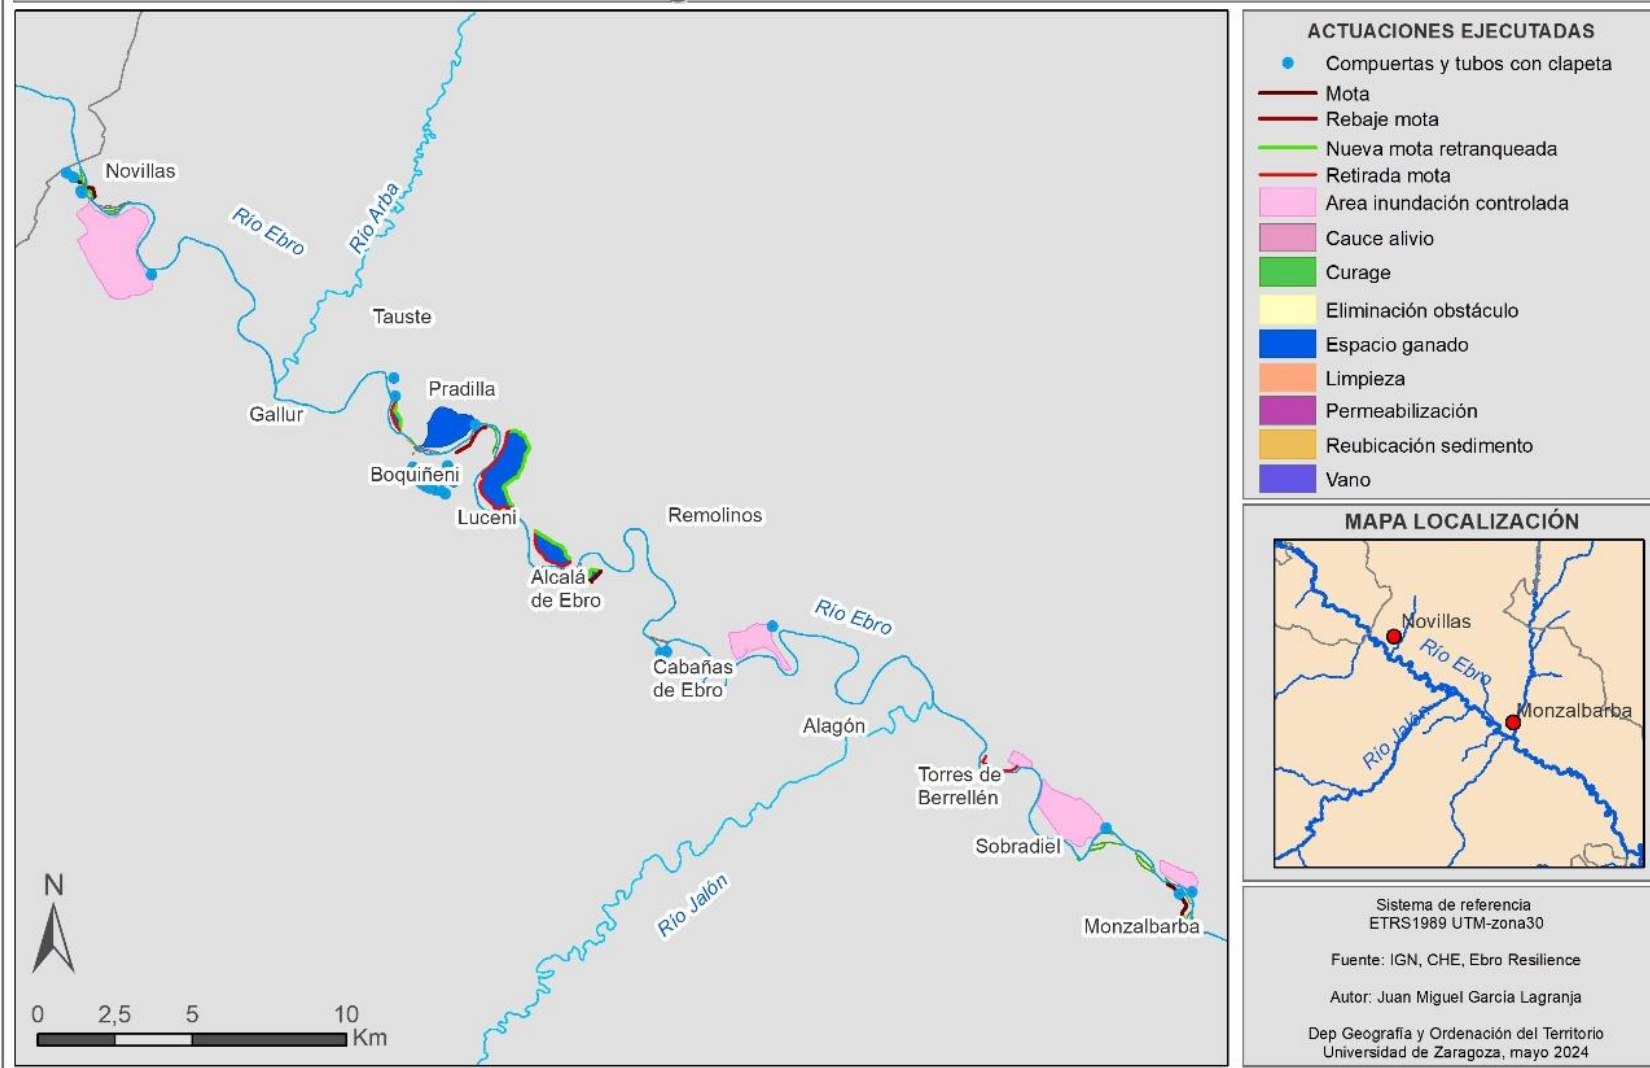 Novillas
Río Ebro
Río Arba
Tauste
Pradilla
Gallur
Boquiñeni
Luceni
Remolinos
Alcalá
de Ebro
Río Ebro
Cabañas
de Ebro
Alagón
Torres de
Berrellén
Sobradiel
Río Jalón
Monzalbarba
N
0 2,5 5 10
Km
ACTUACIONES EJECUTADAS
Compuertas y tubos con clapeta
Mota
Rebaje mota
Nueva mota retranqueada
Retirada mota
Area inundación controlada
Cauce alivio
Curage
Eliminación obstáculo
Espacio ganado
Limpieza
Permeabilización
Reubicación sedimento
Vano
MAPA LOCALIZACIÓN
Novillas
Río Ebro
Monzalbarba
Río Jalón
Sistema de referencia
ETRS1989 UTM-zona30
Fuente: IGN, CHE, Ebro Resilience
Autor: Juan Miguel García Lagranja
Dep Geografía y Ordenación del Territorio
Universidad de Zaragoza, mayo 2024